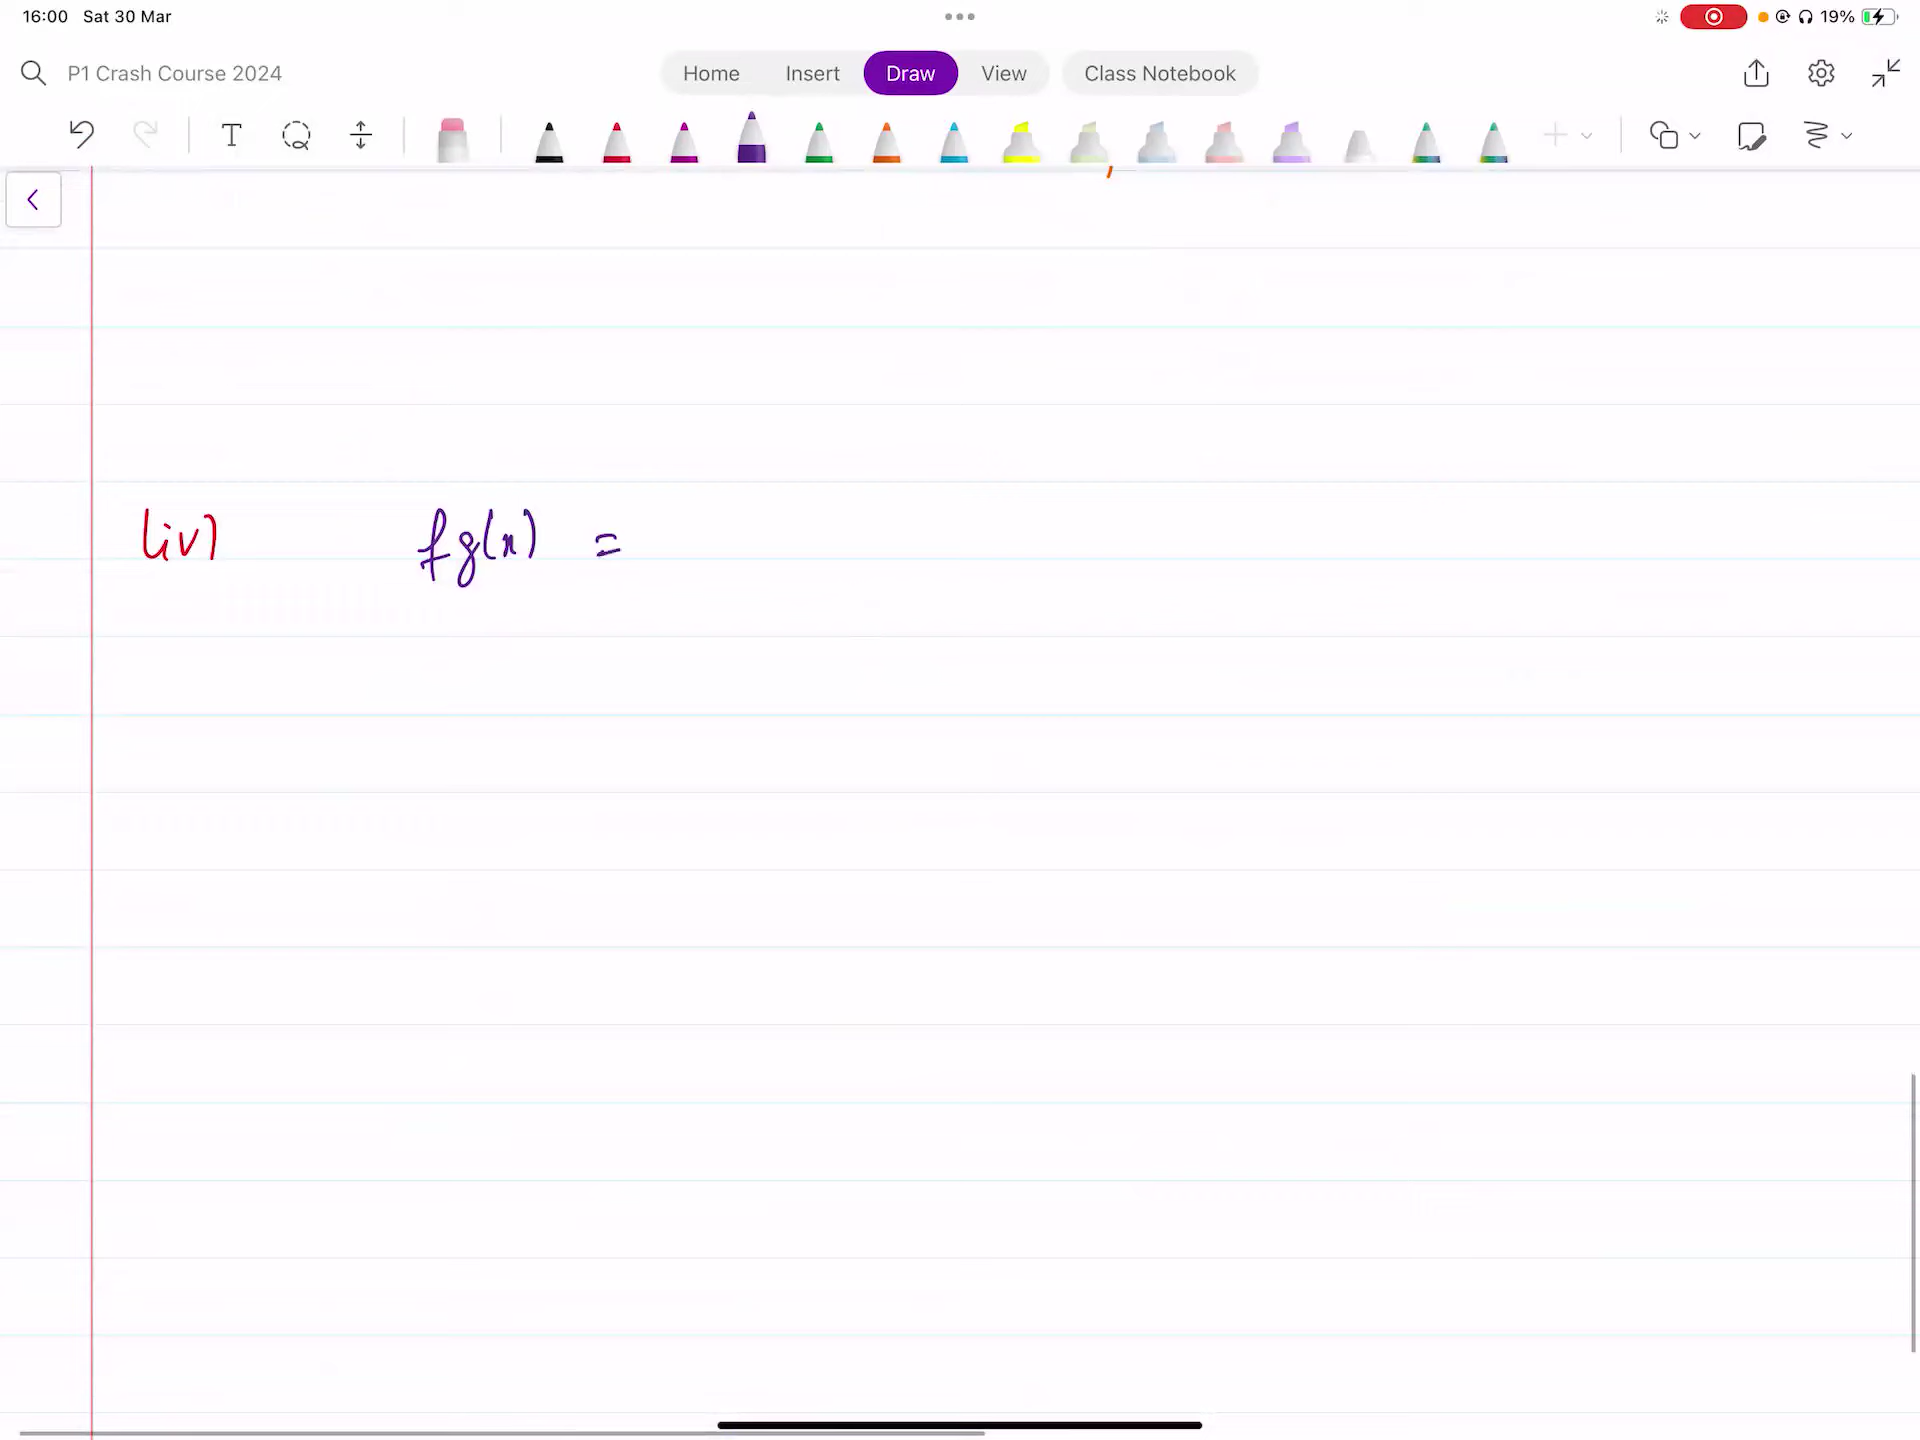 16:00 Sat 30 Mar
19%
P1 Crash Course 2024
Home Insert Draw View Class Notebook
T
(iv) fg(x) =